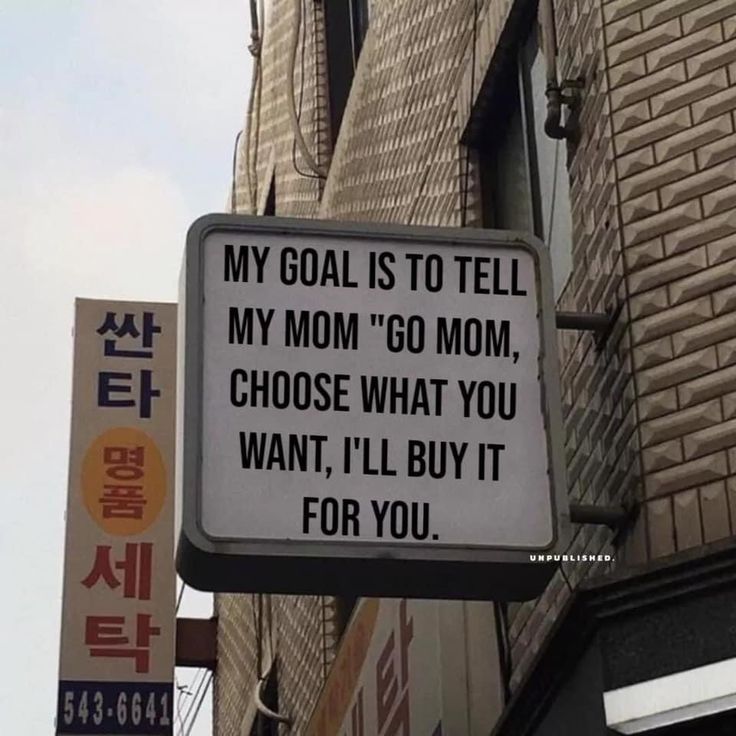 MY GOAL IS TO TELL
MY MOM "GO MOM,
CHOOSE WHAT YOU
WANT, I'LL BUY IT
FOR YOU.
UNPUBLISHED.
싼
타
명
품
세
탁
543-6641